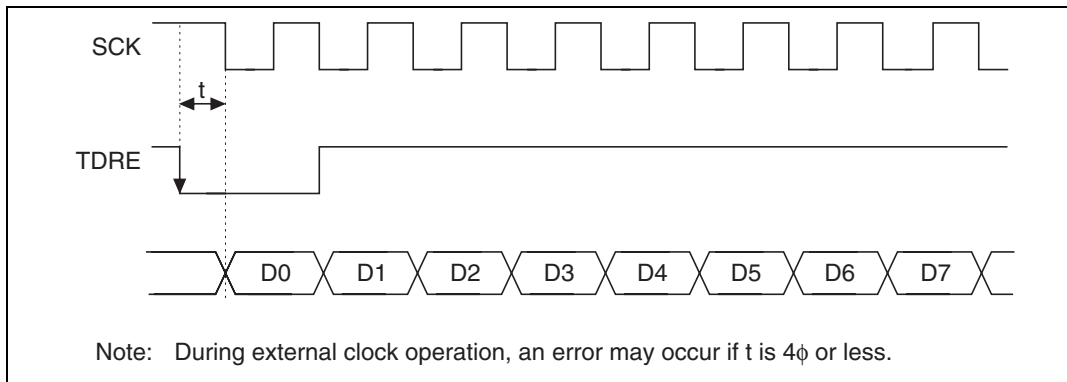 SCK
t
TDRE
D0 D1 D2 D3 D4 D5 D6 D7
Note: During external clock operation, an error may occur if t is 4ϕ or less.